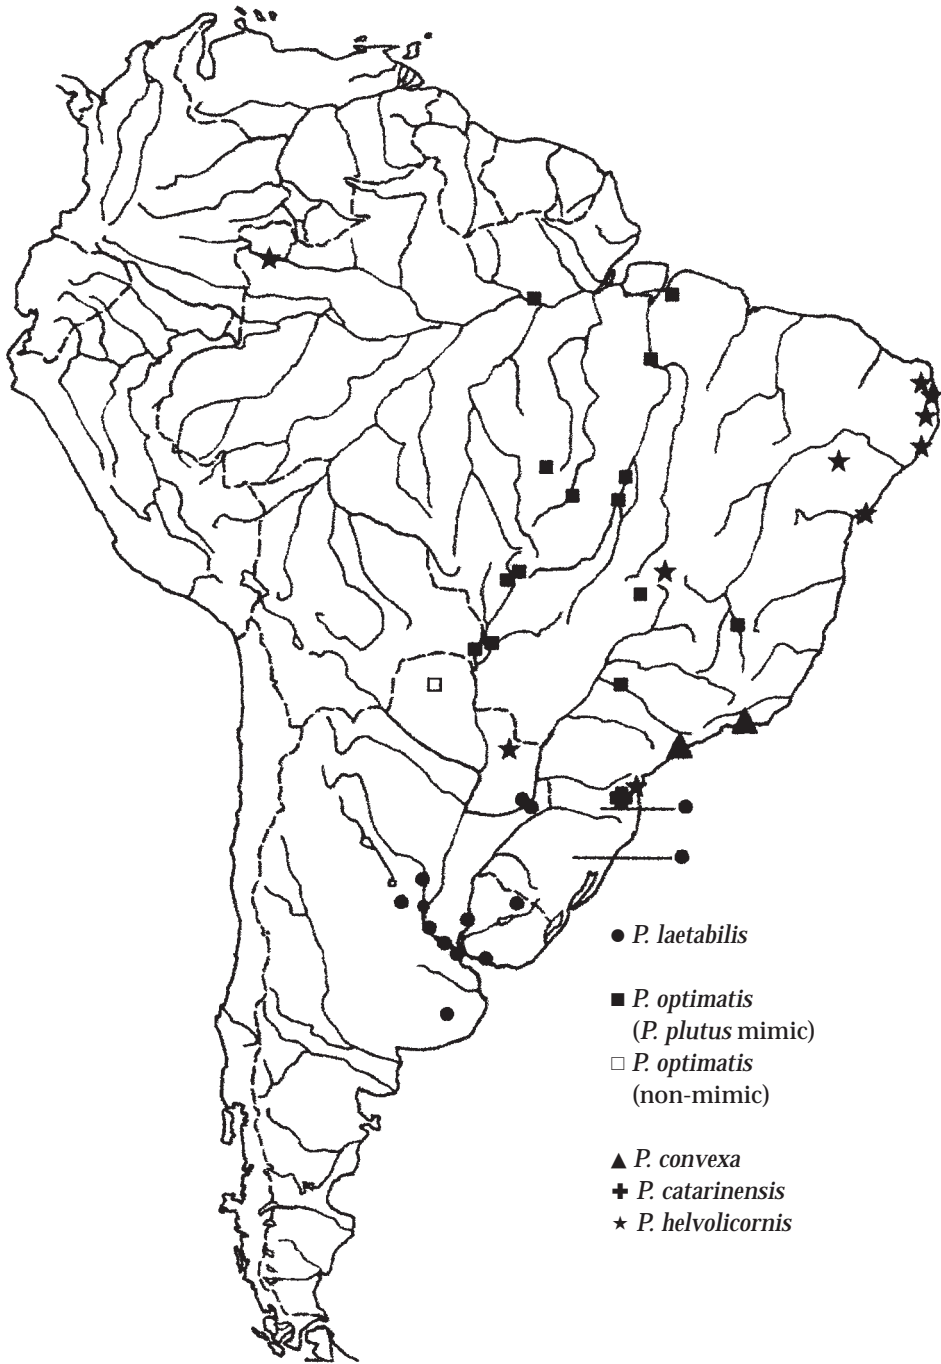 P. laetabilis
P. optimatis
(P. plutus mimic)
P. optimatis
(non-mimic)
P. convexa
P. catarinensis
P. helvolicornis